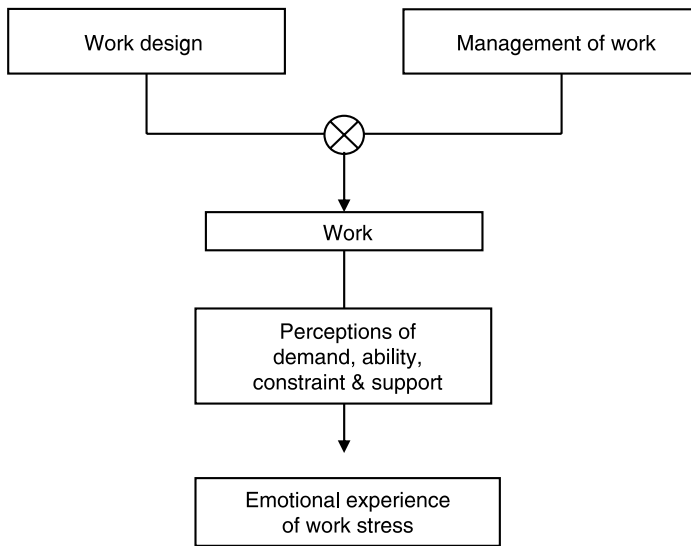 Work design
Management of work
Work
Perceptions of
demand, ability,
constraint & support
Emotional experience
of work stress